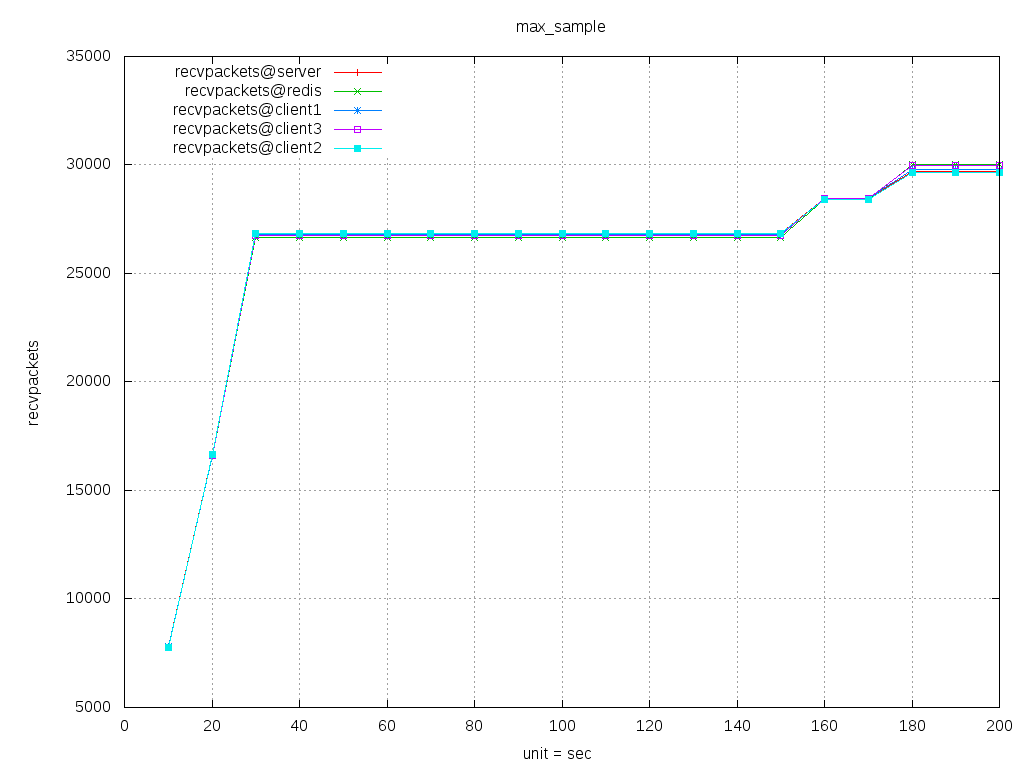 max_sample
35000
30000
25000
20000
15000
10000
5000
recvpackets
recvpackets@server
recvpackets@redis
recvpackets@client1
recvpackets@client3
recvpackets@client2
0 20 40 60 80 100 120 140 160 180 200
unit = sec